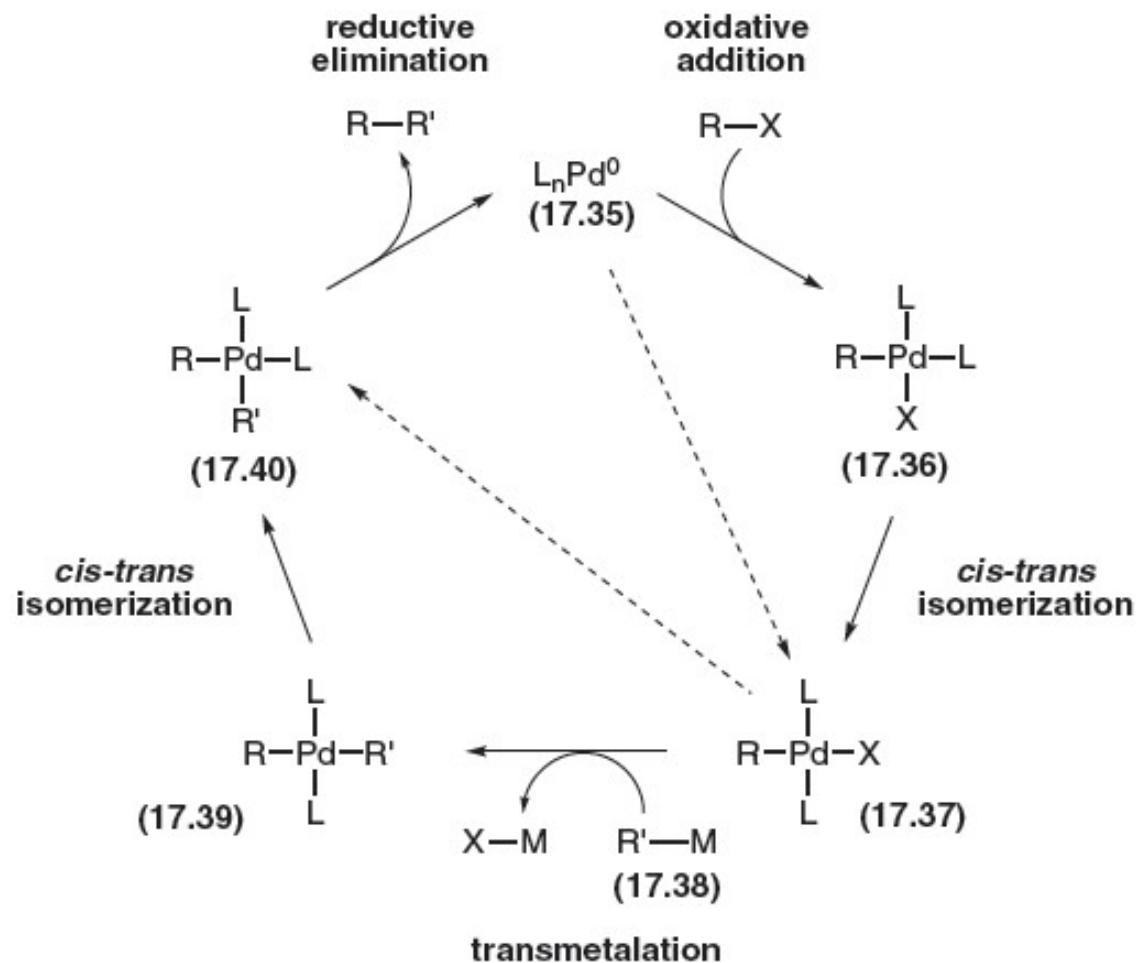 reductive
elimination
oxidative
addition
R—R'
R—X
LₙPd⁰
(17.35)
L
R—Pd—L
R'
(17.40)
L
R—Pd—L
X
(17.36)
cis-trans
isomerization
cis-trans
isomerization
L
R—Pd—R'
L
(17.39)
L
R—Pd—X
L
(17.37)
X—M
R'—M
(17.38)
transmetalation